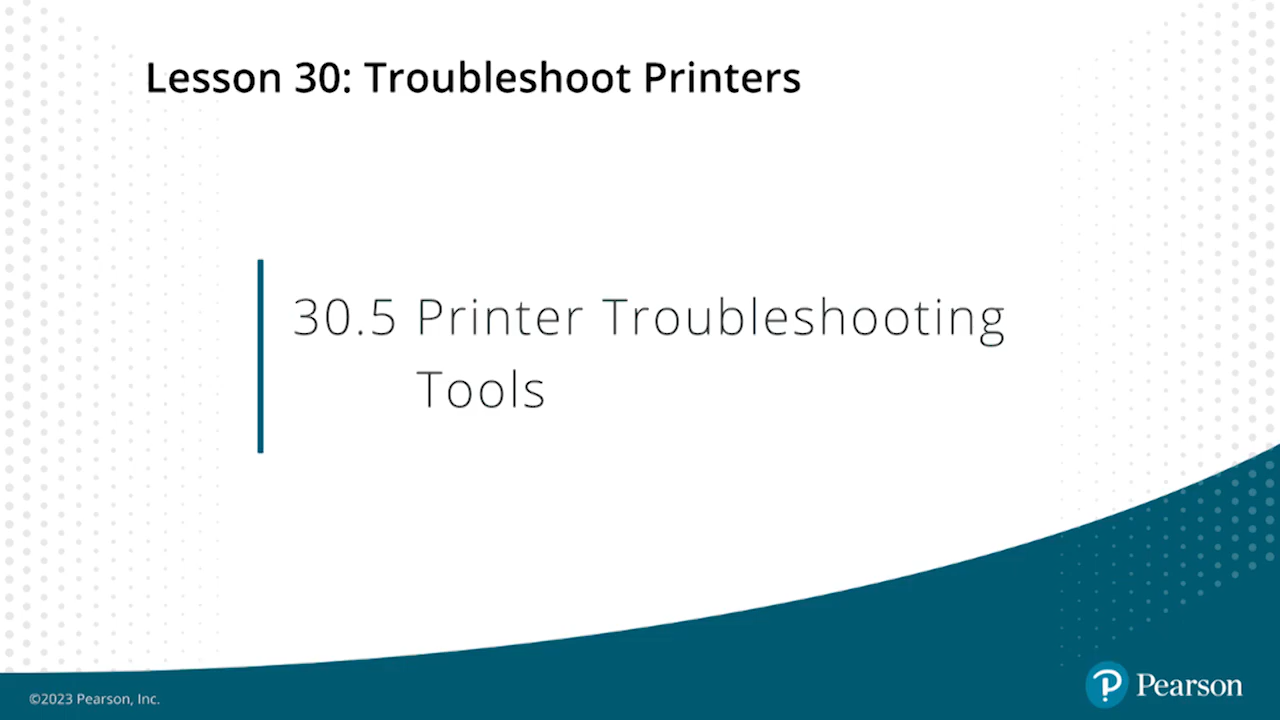 Lesson 30: Troubleshoot Printers
30.5 Printer Troubleshooting
Tools
©2023 Pearson, Inc.
Pearson